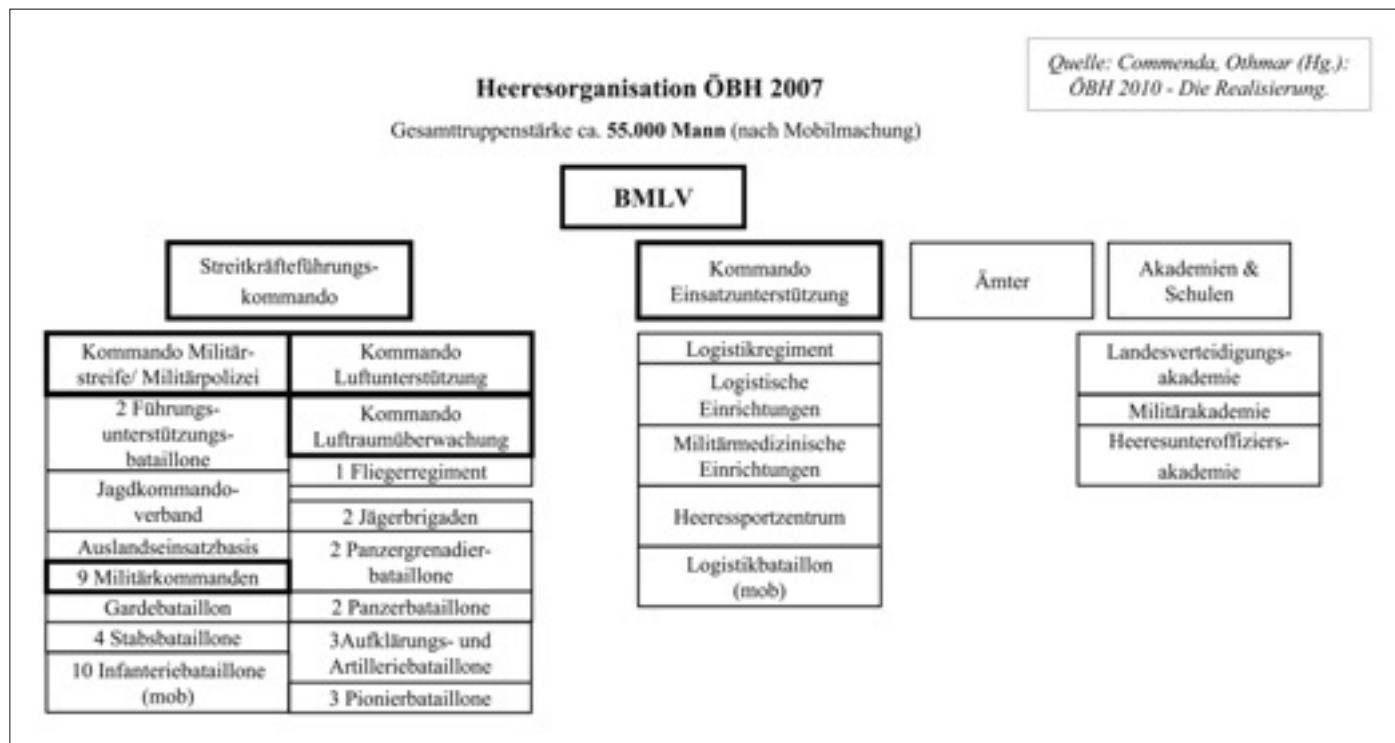 Quelle: Commenda, Othmar (Hg.):
ÖBH 2010 - Die Realisierung.
Heeresorganisation ÖBH 2007
Gesamttruppenstärke ca. 55.000 Mann (nach Mobilmachung)
BMLV
Streitkräfteführungs-
kommando
Kommando Militär-
streife/ Militärpolizei
2 Führungs-
unterstützungs-
bataillone
Jagdkommando-
verband
Auslandseinsatzbasis
9 Militärkommanden
Gardebataillon
4 Stabsbataillone
10 Infanteriebataillone
(mob)
Kommando
Luftunterstützung
Kommando
Luftraumüberwachung
1 Fliegerregiment
2 Jägerbrigaden
2 Panzergrenadier-
bataillone
2 Panzerbataillone
3Aufklärungs- und
Artilleriebataillone
3 Pionierbataillone
Kommando
Einsatzunterstützung
Logistikregiment
Logistische
Einrichtungen
Militärmedizinische
Einrichtungen
Heeressportzentrum
Logistikbataillon
(mob)
Ämter
Akademien &
Schulen
Landesverteidigungs-
akademie
Militärakademie
Heeresunteroffiziers-
akademie